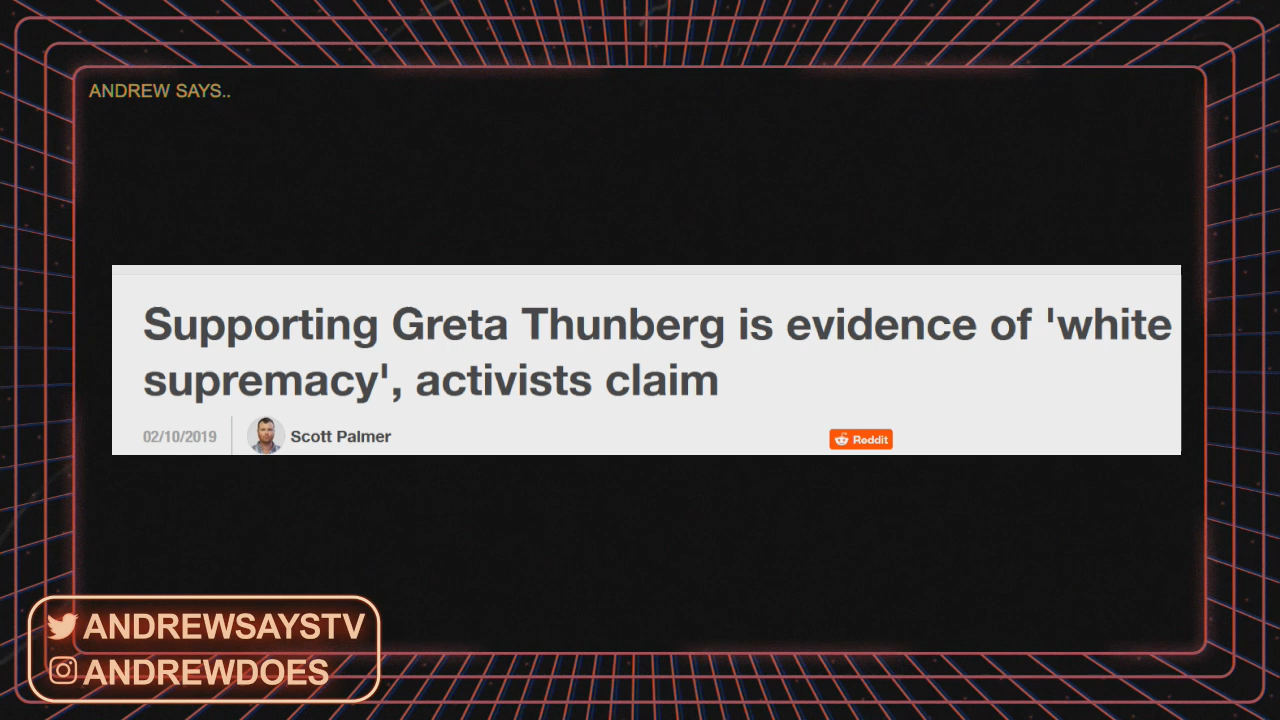 ANDREW SAYS..
Supporting Greta Thunberg is evidence of 'white
supremacy', activists claim
02/10/2019 Scott Palmer Reddit
ANDREWSAYSTV
ANDREWDOES